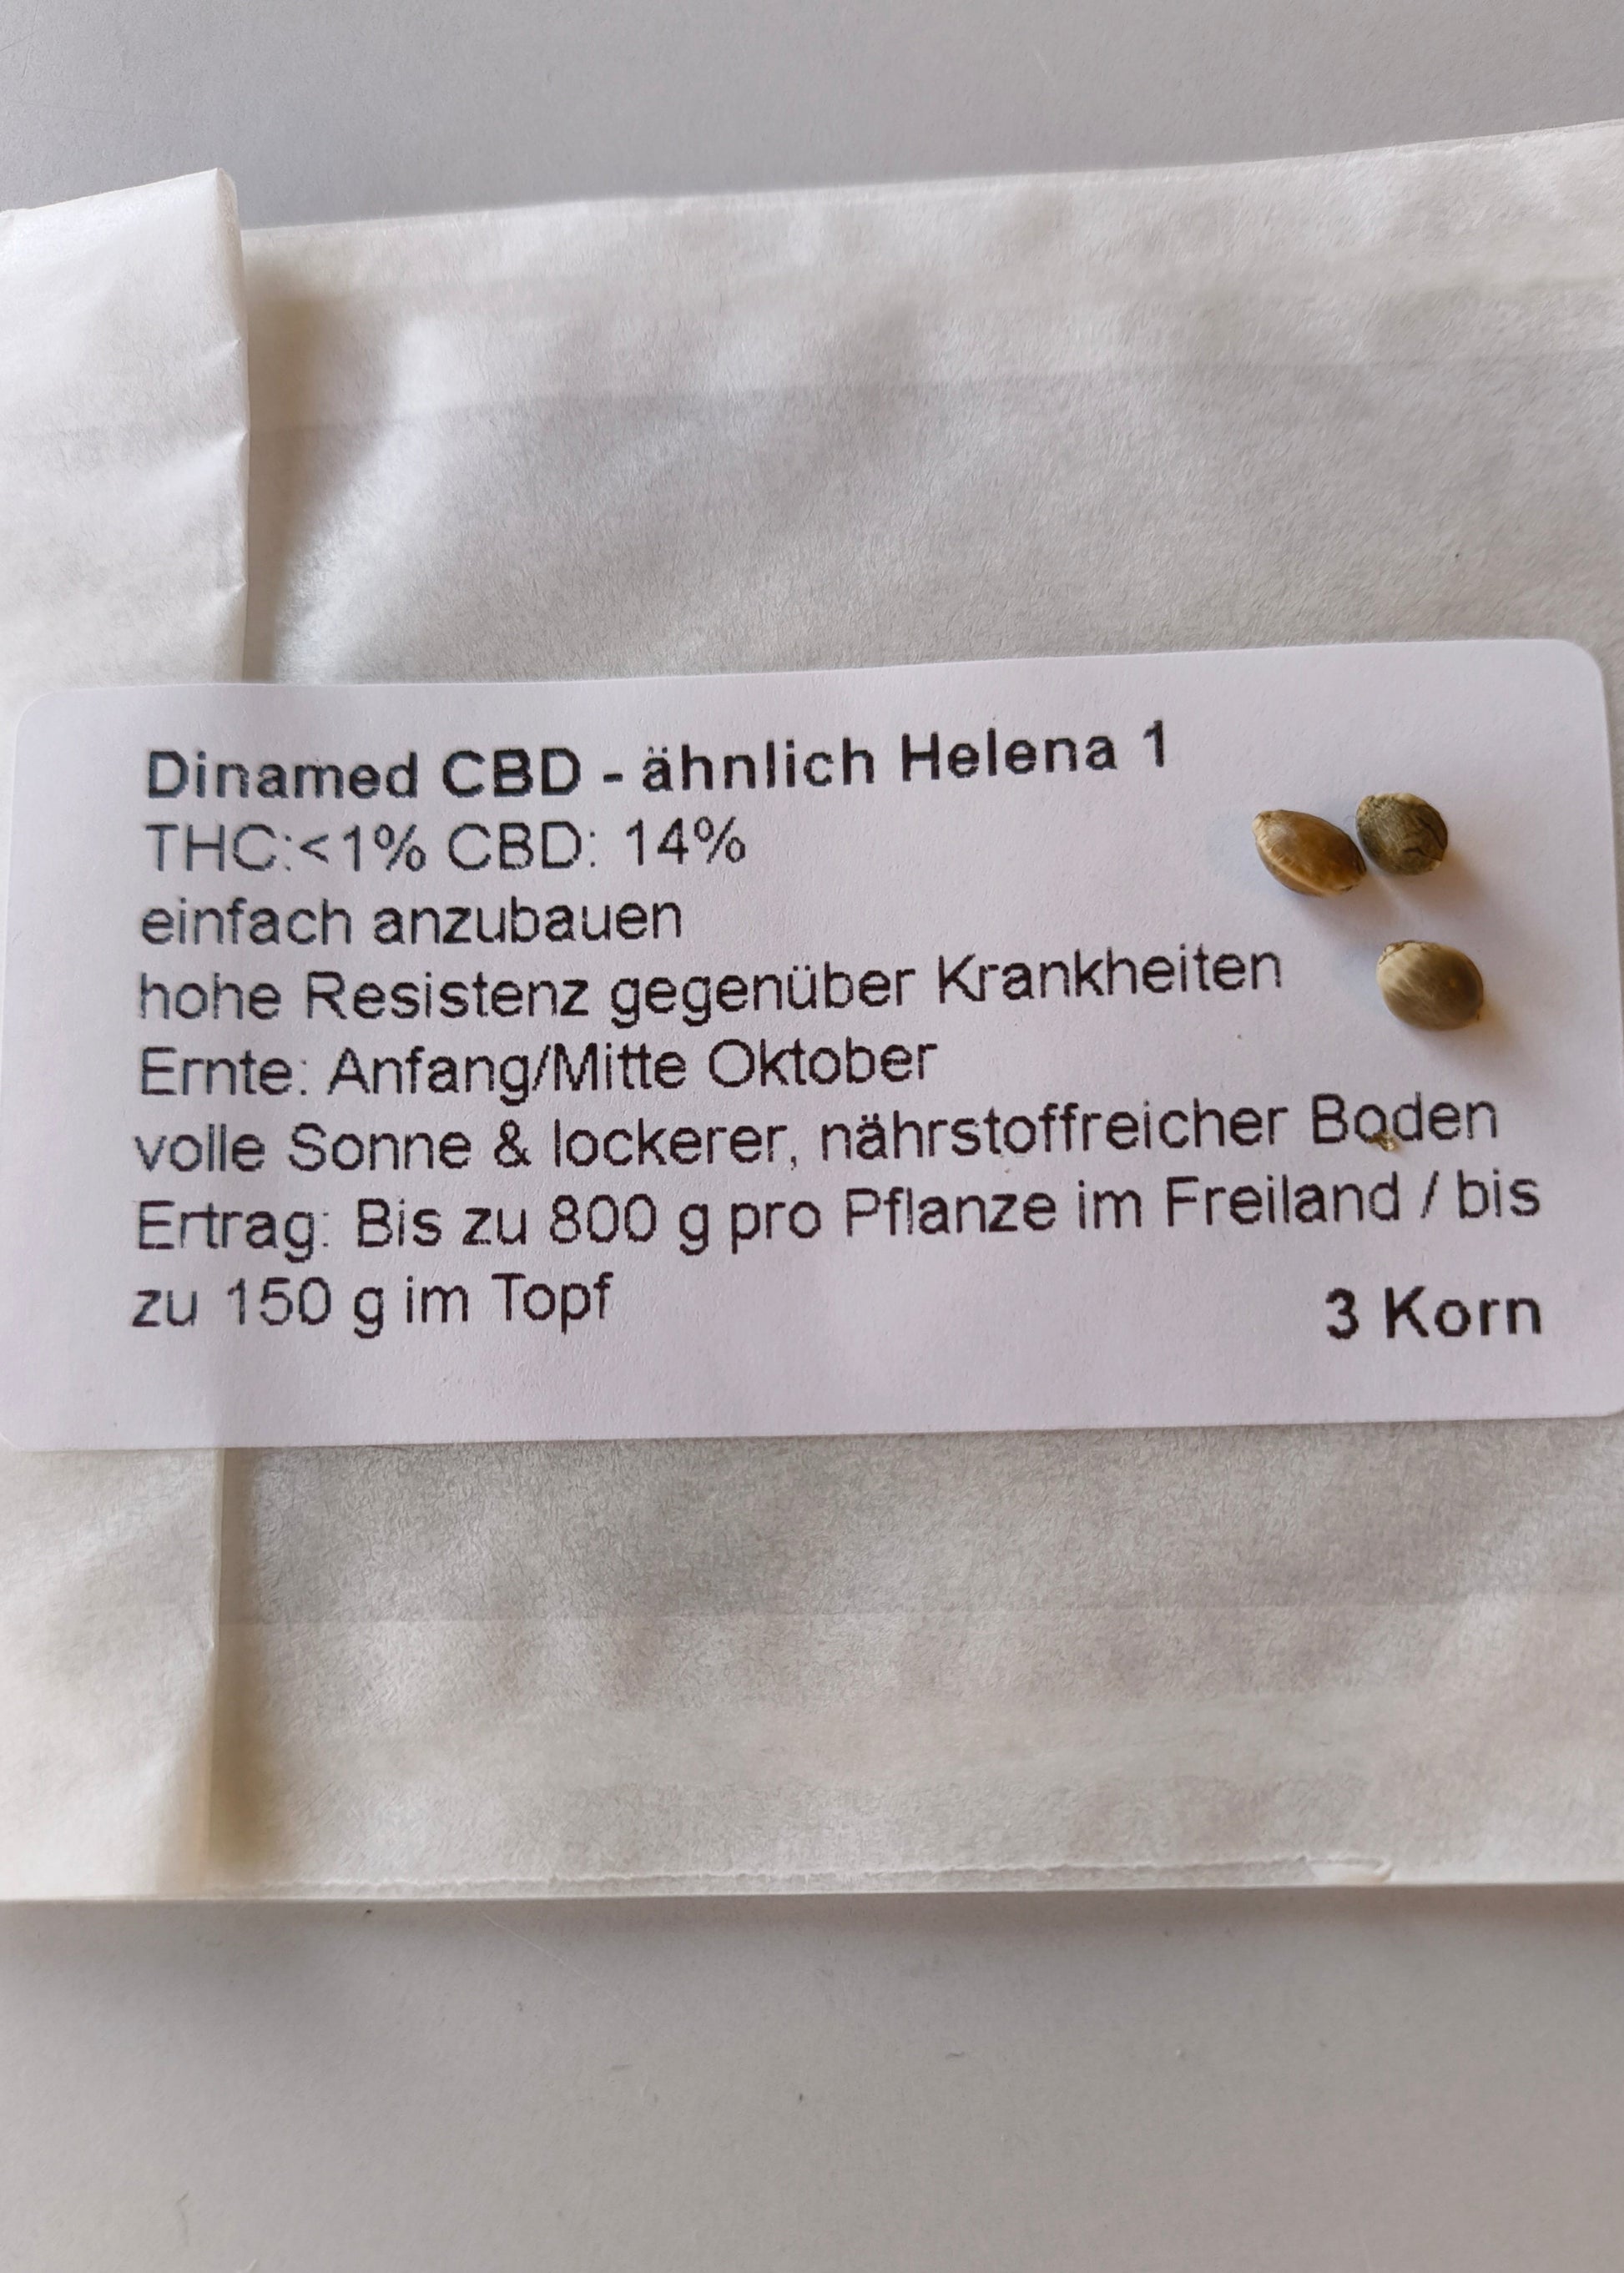 Dinamed CBD - ähnlich Helena 1
THC:<1% CBD: 14%
einfach anzubauen
hohe Resistenz gegenüber Krankheiten
Ernte: Anfang/Mitte Oktober
volle Sonne & lockerer, nährstoffreicher Boden
Ertrag: Bis zu 800 g pro Pflanze im Freiland / bis
zu 150 g im Topf
3 Korn